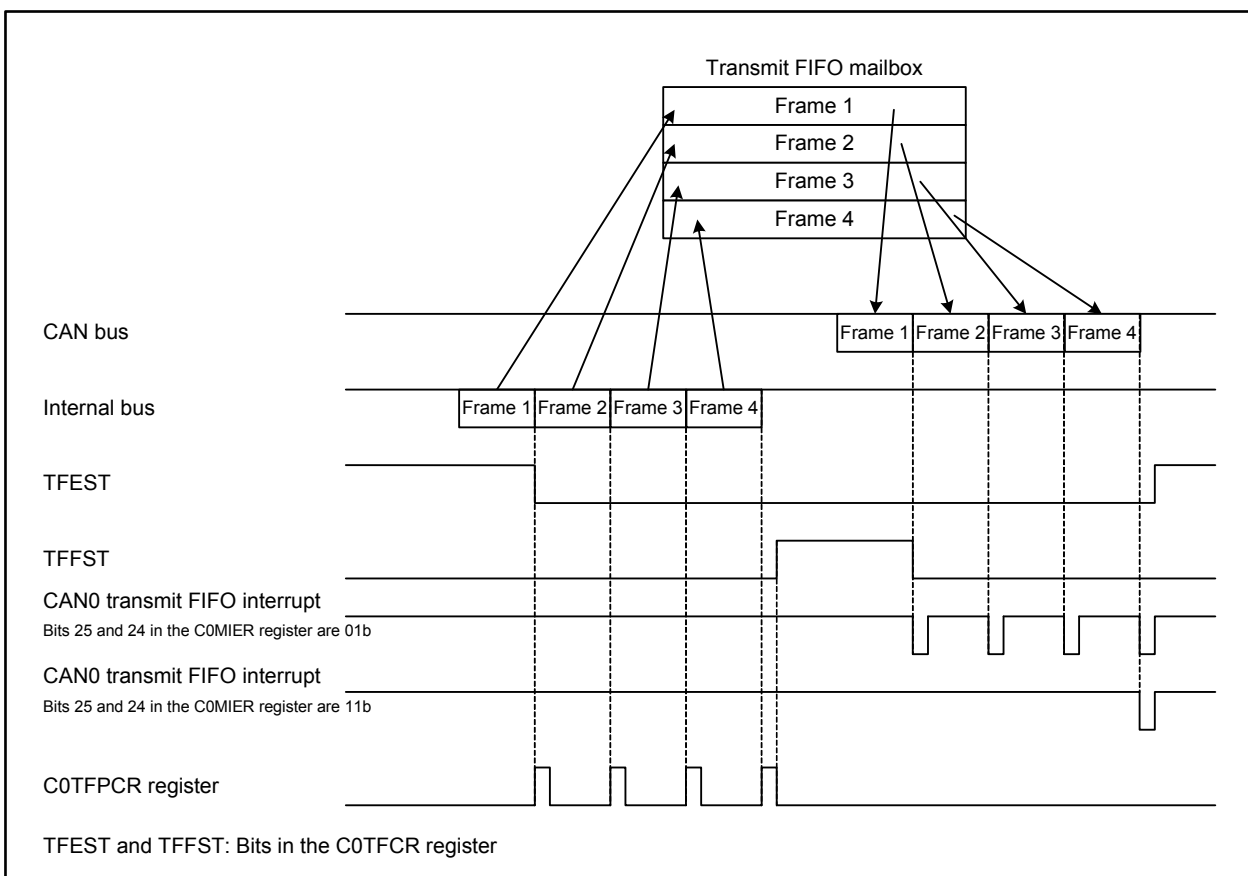 Transmit FIFO mailbox
Frame 1
Frame 2
Frame 3
Frame 4
CAN bus
Frame 1 Frame 2 Frame 3 Frame 4
Internal bus
Frame 1 Frame 2 Frame 3 Frame 4
TFEST
TFFST
CAN0 transmit FIFO interrupt
Bits 25 and 24 in the C0MIER register are 01b
CAN0 transmit FIFO interrupt
Bits 25 and 24 in the C0MIER register are 11b
C0TFPCR register
TFEST and TFFST: Bits in the C0TFCR register